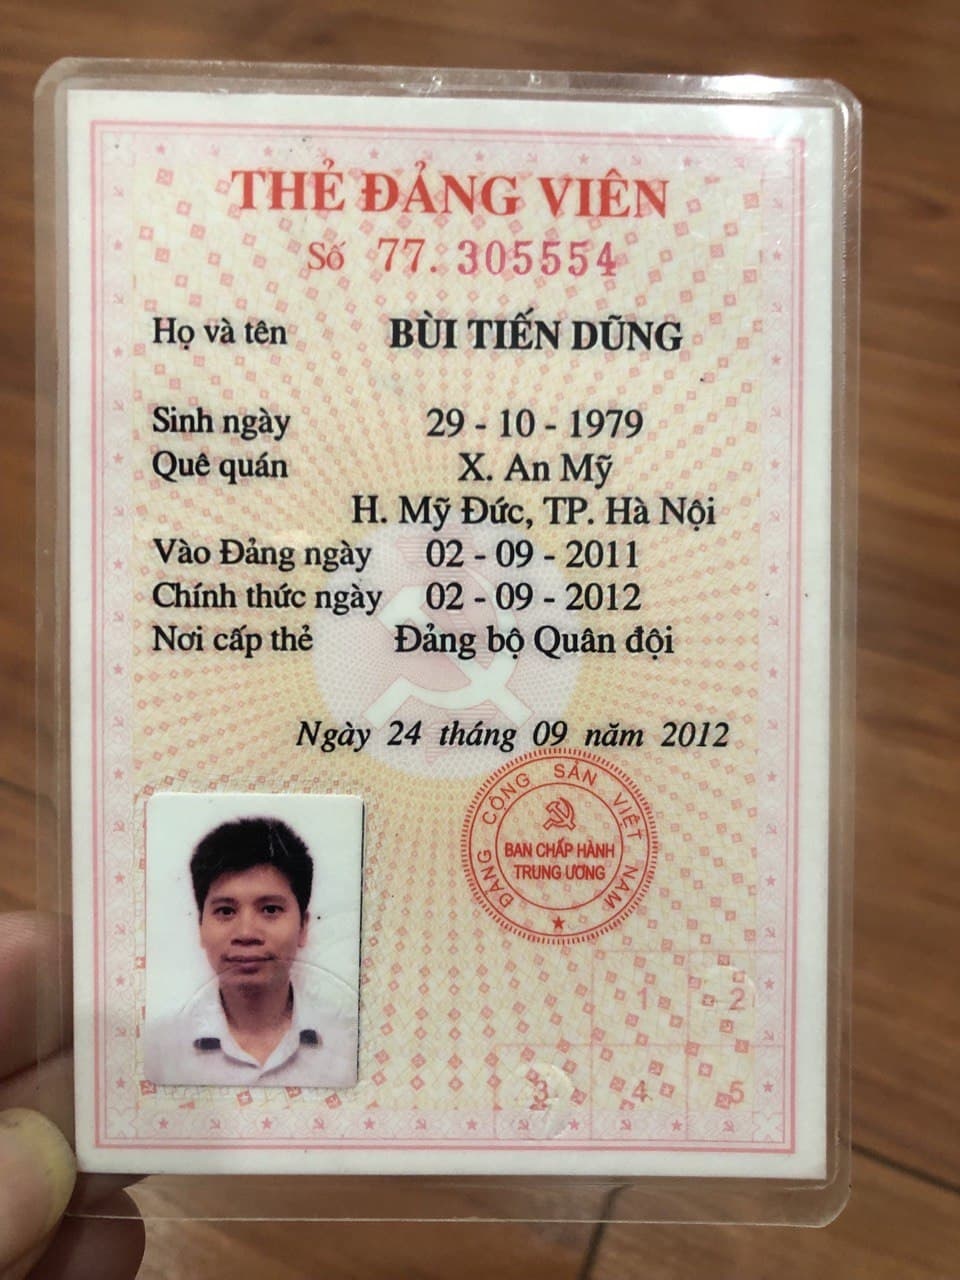 THẺ ĐẢNG VIÊN
Số 77. 305554
Họ và tên BÙI TIẾN DŨNG
Sinh ngày 29 - 10 - 1979
Quê quán X. An Mỹ
H. Mỹ Đức, TP. Hà Nội
Vào Đảng ngày 02 - 09 - 2011
Chính thức ngày 02 - 09 - 2012
Nơi cấp thẻ Đảng bộ Quân đội
Ngày 24 tháng 09 năm 2012
ĐẢNG CỘNG SẢN VIỆT NAM
BAN CHẤP HÀNH
TRUNG ƯƠNG
1 2
3 4 5